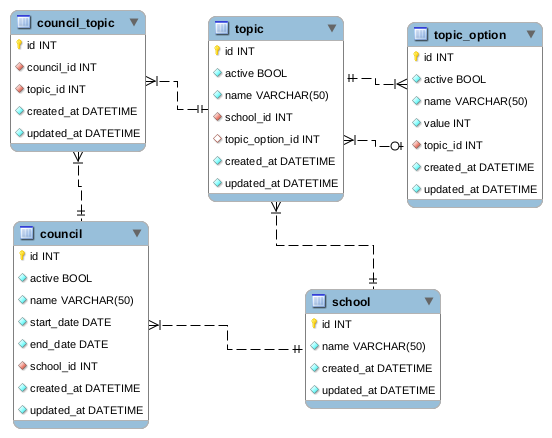 council_topic
id INT
council_id INT
topic_id INT
created_at DATETIME
updated_at DATETIME
topic
id INT
active BOOL
name VARCHAR(50)
school_id INT
topic_option_id INT
created_at DATETIME
updated_at DATETIME
topic_option
id INT
active BOOL
name VARCHAR(50)
value INT
topic_id INT
created_at DATETIME
updated_at DATETIME
council
id INT
active BOOL
name VARCHAR(50)
start_date DATE
end_date DATE
school_id INT
created_at DATETIME
updated_at DATETIME
school
id INT
name VARCHAR(50)
created_at DATETIME
updated_at DATETIME